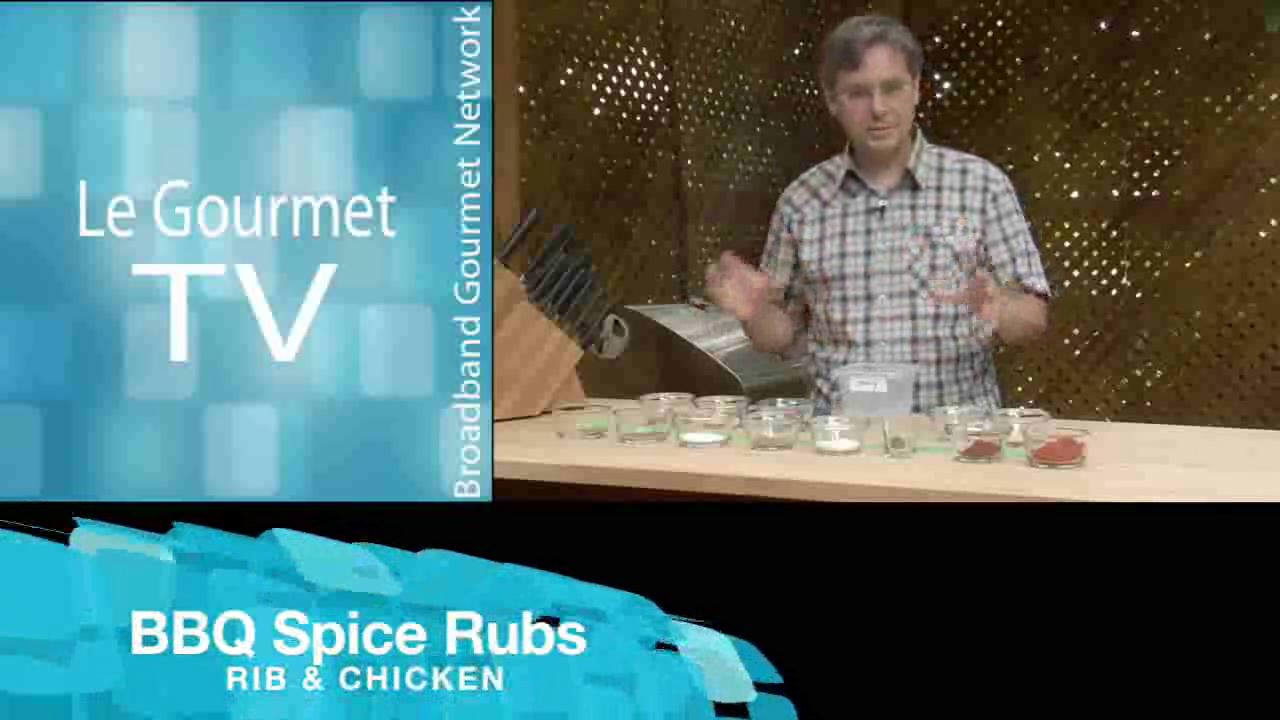 Le Gourmet
TV
Broadband Gourmet Network
BBQ Spice Rubs
RIB & CHICKEN